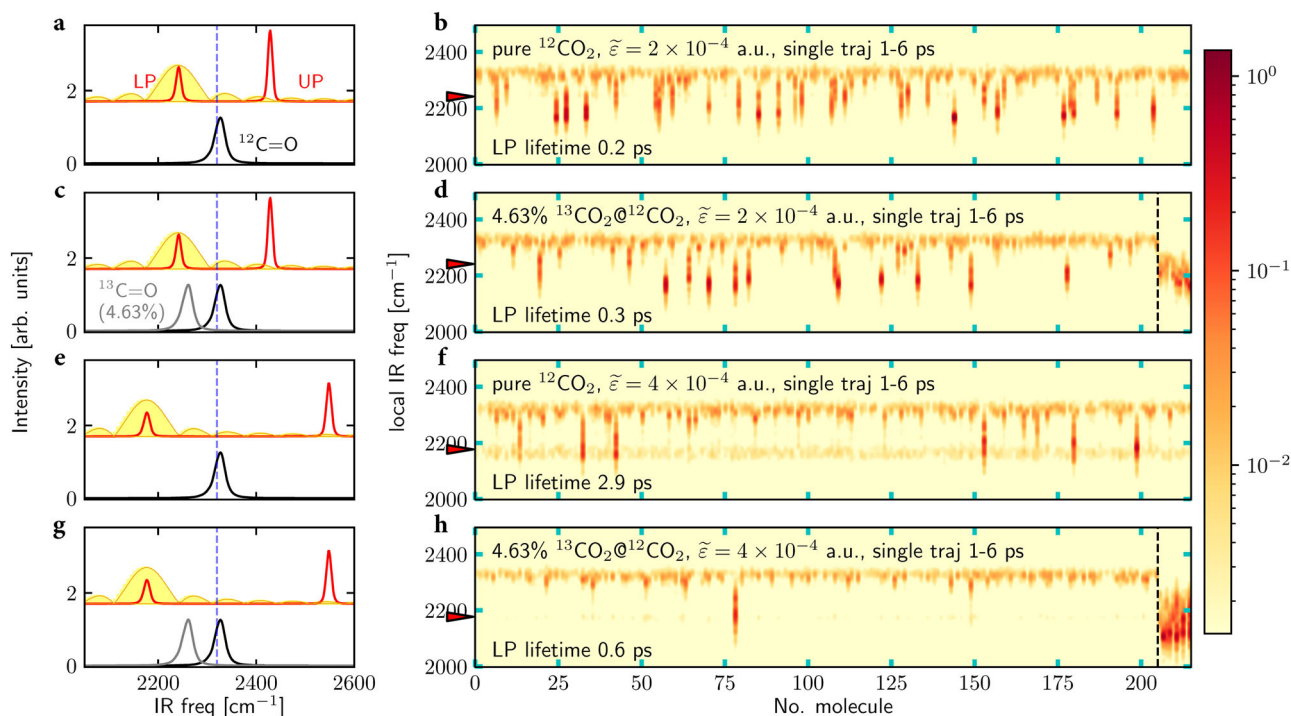 a
LP
UP
2
¹²C=O
0
b
2400
2200
2000
pure ¹²CO₂, ε̃ = 2 × 10⁻⁴ a.u., single traj 1-6 ps
LP lifetime 0.2 ps
c
2
¹³C=O
(4.63%)
0
d
2400
2200
2000
4.63% ¹³CO₂@¹²CO₂, ε̃ = 2 × 10⁻⁴ a.u., single traj 1-6 ps
LP lifetime 0.3 ps
e
2
0
f
2400
2200
2000
pure ¹²CO₂, ε̃ = 4 × 10⁻⁴ a.u., single traj 1-6 ps
LP lifetime 2.9 ps
g
2
0
h
2400
2200
2000
4.63% ¹³CO₂@¹²CO₂, ε̃ = 4 × 10⁻⁴ a.u., single traj 1-6 ps
LP lifetime 0.6 ps
Intensity [arb. units]
2200 2400 2600
IR freq [cm⁻¹]
local IR freq [cm⁻¹]
0 25 50 75 100 125 150 175 200
No. molecule
10⁰
10⁻¹
10⁻²